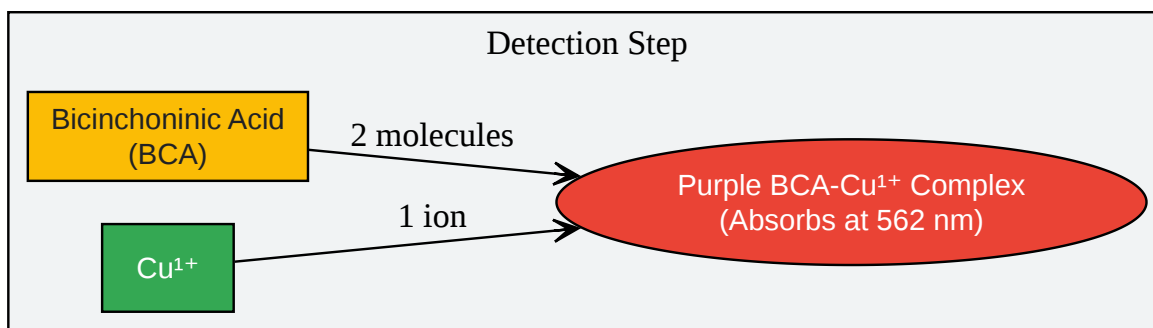 Detection Step
Bicinchoninic Acid
(BCA)
2 molecules
Purple BCA-Cu¹⁺ Complex
(Absorbs at 562 nm)
1 ion
Cu¹⁺